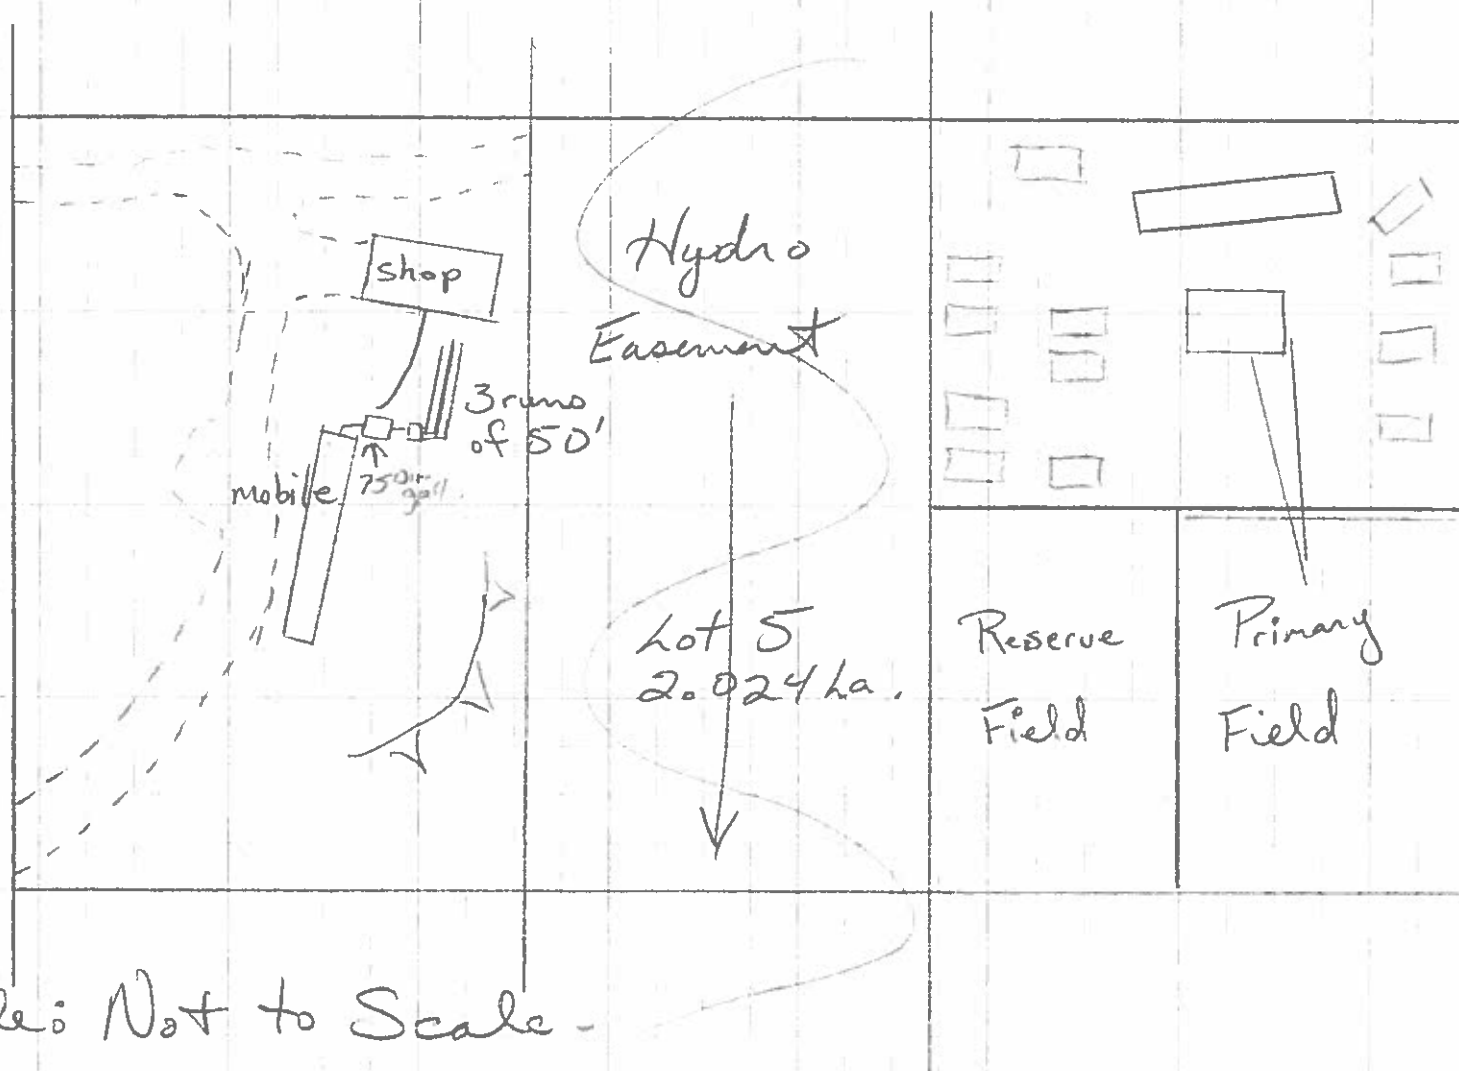 shop
3 runs
of 50'
mobile
750
gall.
Hydro
Easement
Lot 5
2.024 ha.
Reserve
Field
Primary
Field
Not to Scale.